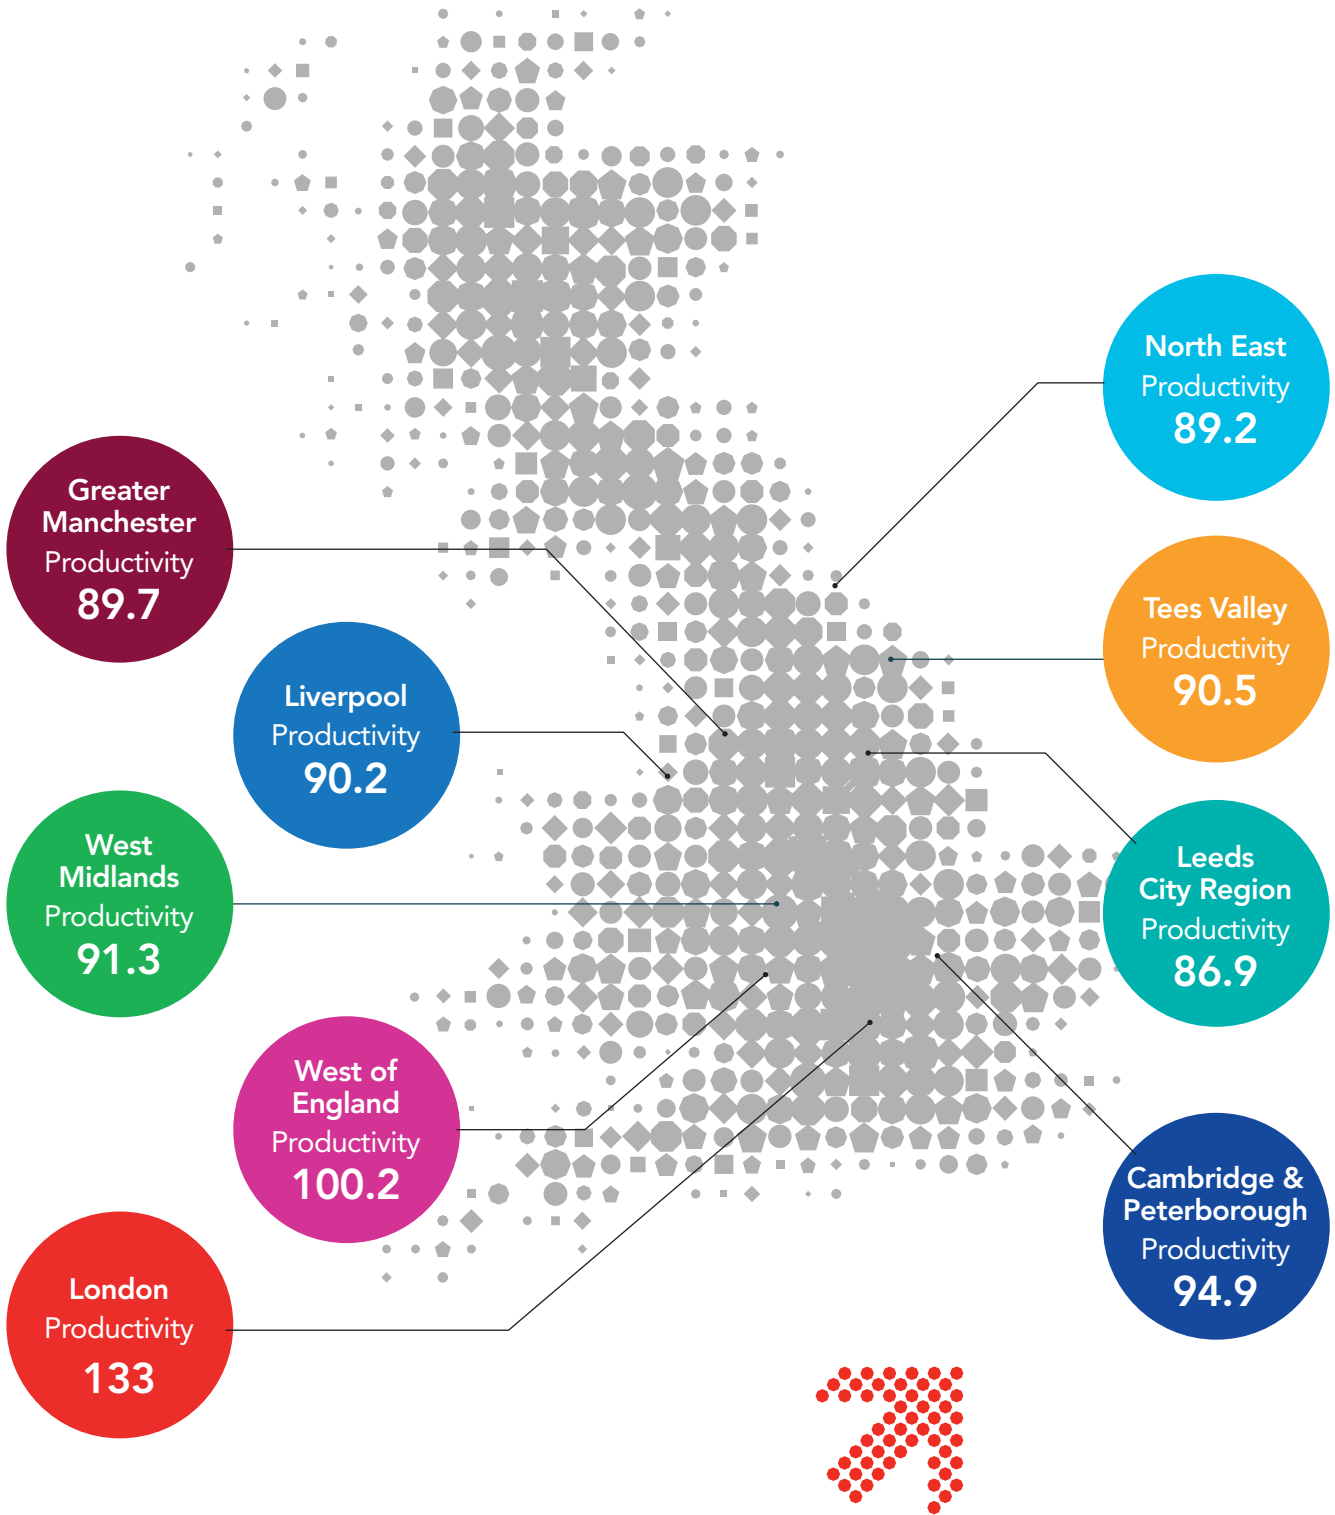 North East
Productivity
89.2
Greater
Manchester
Productivity
89.7
Tees Valley
Productivity
90.5
Liverpool
Productivity
90.2
West
Midlands
Productivity
91.3
Leeds
City Region
Productivity
86.9
West of
England
Productivity
100.2
Cambridge &
Peterborough
Productivity
94.9
London
Productivity
133